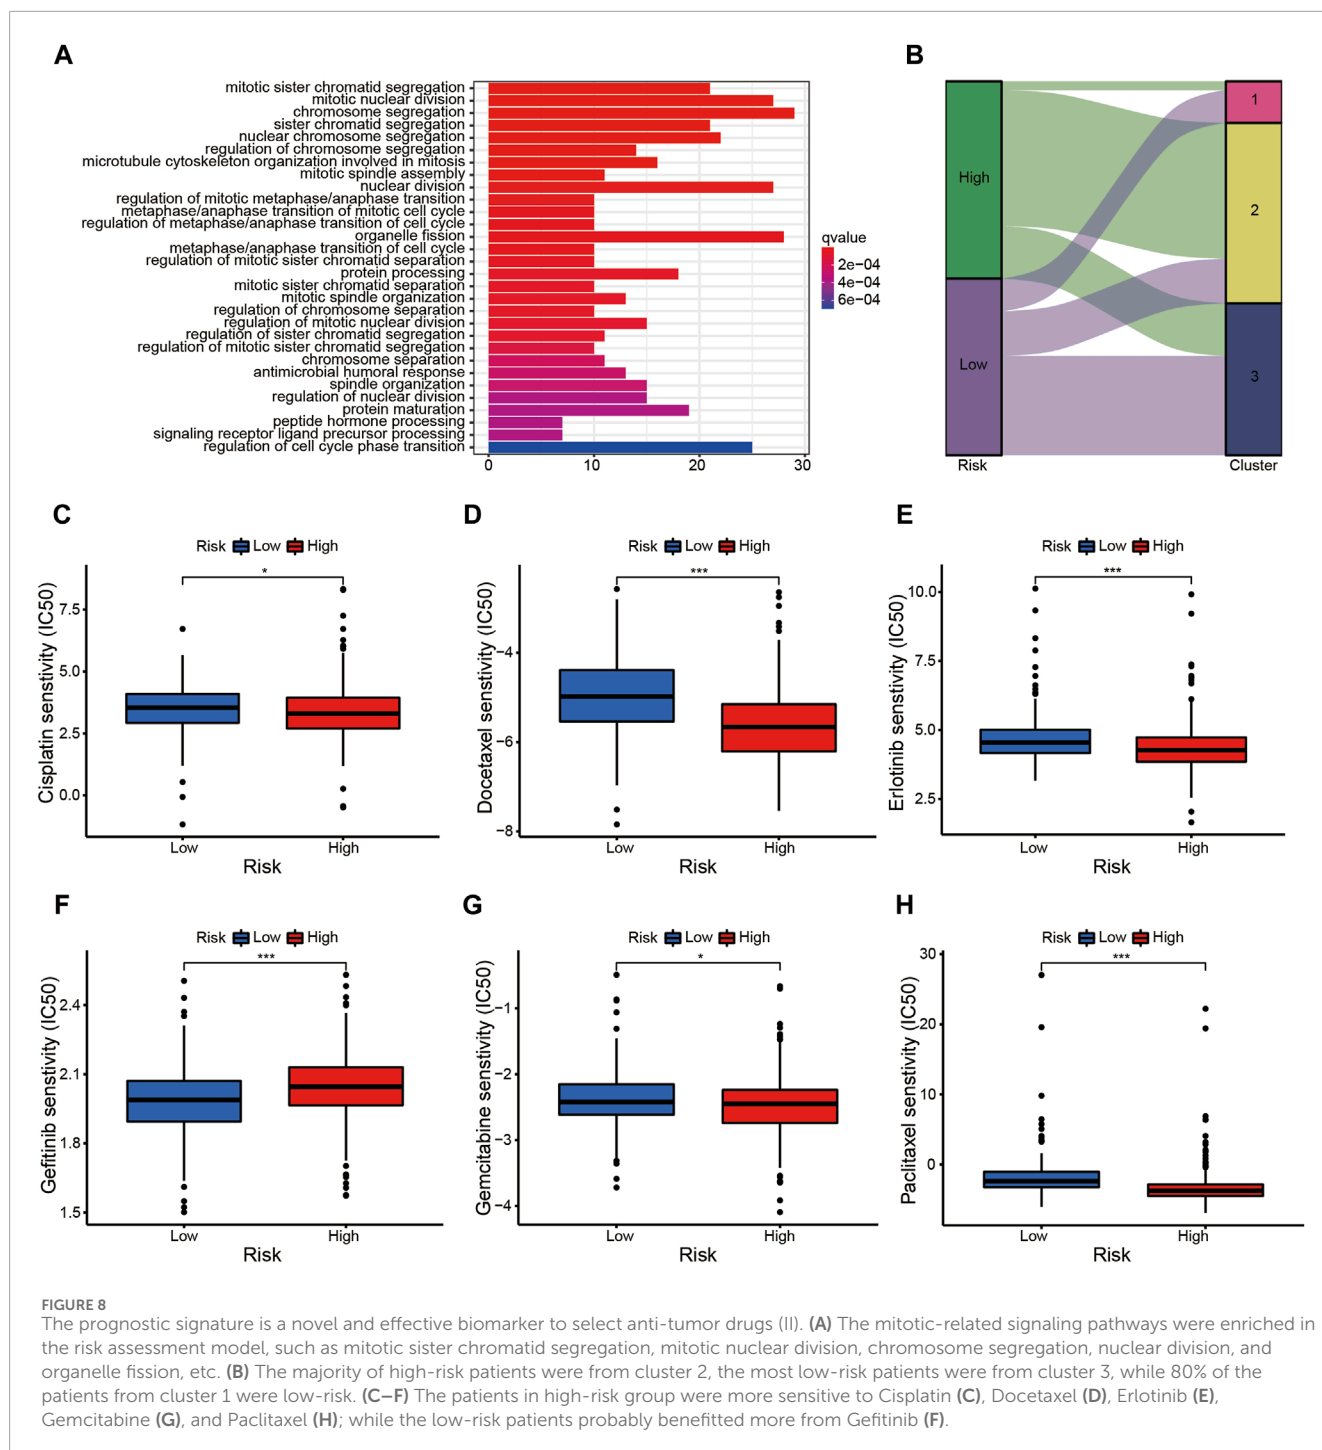 A
mitotic sister chromatid segregation
mitotic nuclear division
chromosome segregation
sister chromatid segregation
nuclear chromosome segregation
regulation of chromosome segregation
microtubule cytoskeleton organization involved in mitosis
mitotic spindle assembly
nuclear division
regulation of mitotic metaphase/anaphase transition
metaphase/anaphase transition of mitotic cell cycle
regulation of metaphase/anaphase transition of cell cycle
organelle fission
metaphase/anaphase transition of cell cycle
regulation of mitotic sister chromatid separation
protein processing
mitotic sister chromatid separation
mitotic spindle organization
regulation of chromosome separation
regulation of mitotic nuclear division
regulation of sister chromatid segregation
regulation of mitotic sister chromatid segregation
chromosome separation
antimicrobial humoral response
spindle organization
regulation of nuclear division
protein maturation
peptide hormone processing
signaling receptor ligand precursor processing
regulation of cell cycle phase transition
0 10 20 30
qvalue
2e−04
4e−04
6e−04
B
High
Low
1
2
3
Risk Cluster
C
Risk Low High
*
Cisplatin senstivity (IC50)
7.5
5.0
2.5
0.0
Low High
Risk
D
Risk Low High
***
Docetaxel senstivity (IC50)
−4
−6
−8
Low High
Risk
E
Risk Low High
***
Erlotinib senstivity (IC50)
10.0
7.5
5.0
2.5
Low High
Risk
F
Risk Low High
***
Gefitinib senstivity (IC50)
2.4
2.1
1.8
1.5
Low High
Risk
G
Risk Low High
*
Gemcitabine senstivity (IC50)
−1
−2
−3
−4
Low High
Risk
H
Risk Low High
***
Paclitaxel senstivity (IC50)
30
20
10
0
Low High
Risk
FIGURE 8
The prognostic signature is a novel and effective biomarker to select anti-tumor drugs (II). (A) The mitotic-related signaling pathways were enriched in
the risk assessment model, such as mitotic sister chromatid segregation, mitotic nuclear division, chromosome segregation, nuclear division, and
organelle fission, etc. (B) The majority of high-risk patients were from cluster 2, the most low-risk patients were from cluster 3, while 80% of the
patients from cluster 1 were low-risk. (C–F) The patients in high-risk group were more sensitive to Cisplatin (C), Docetaxel (D), Erlotinib (E),
Gemcitabine (G), and Paclitaxel (H); while the low-risk patients probably benefitted more from Gefitinib (F).